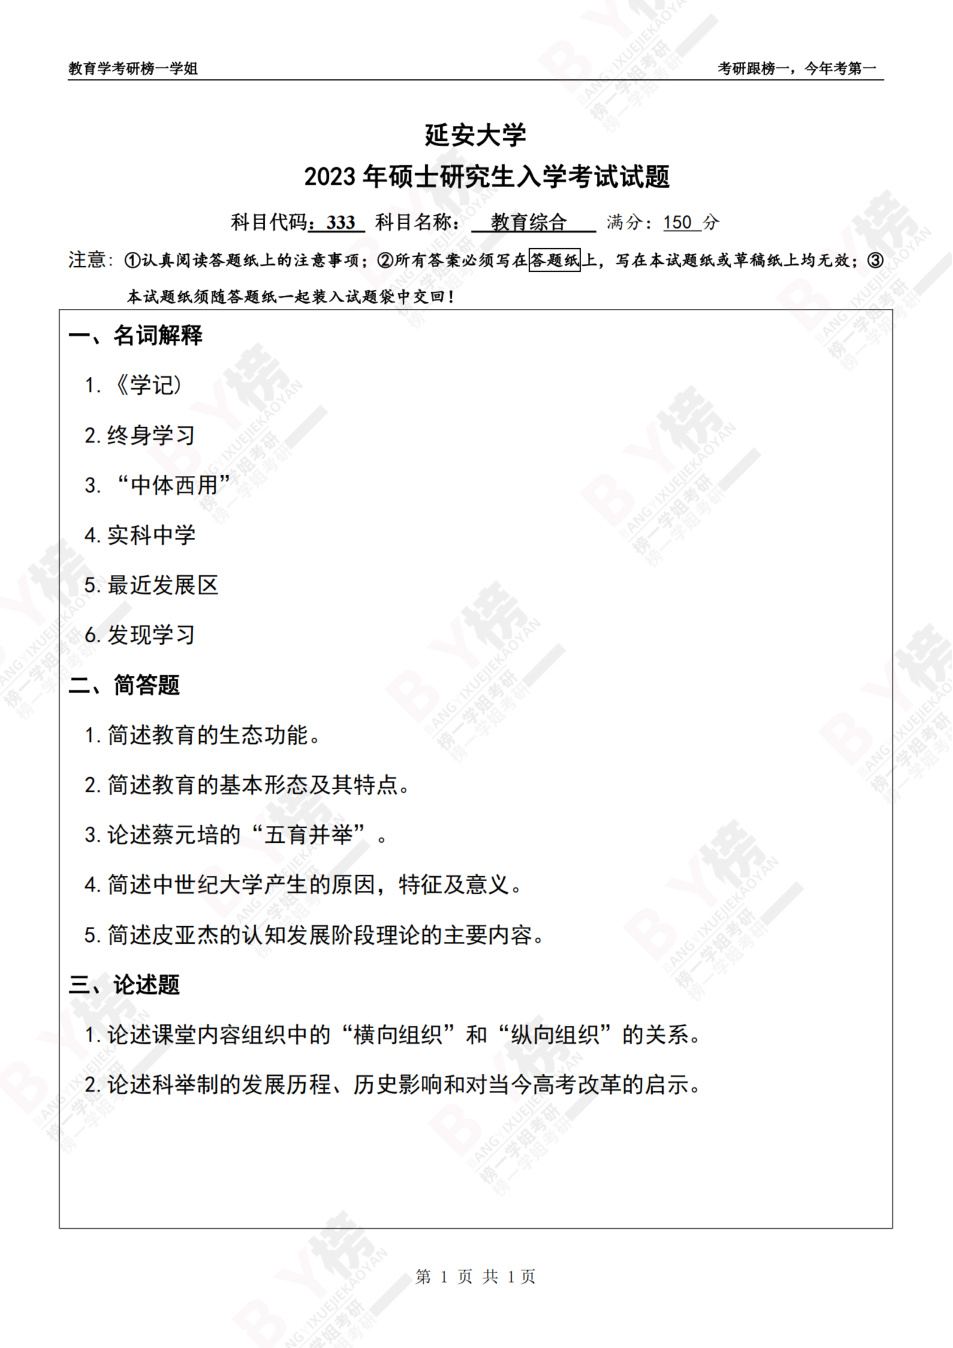 教育学考研榜一学姐 考研跟榜一，今年考第一
延安大学
2023 年硕士研究生入学考试试题
科目代码：333 科目名称： 教育综合 满分：150 分
注意：①认真阅读答题纸上的注意事项；②所有答案必须写在答题纸上，写在本试题纸或草稿纸上均无效；③
本试题纸须随答题纸一起装入试题袋中交回！
一、名词解释
1.《学记)
2.终身学习
3.“中体西用”
4.实科中学
5.最近发展区
6.发现学习
二、简答题
1.简述教育的生态功能。
2.简述教育的基本形态及其特点。
3.论述蔡元培的“五育并举”。
4.简述中世纪大学产生的原因，特征及意义。
5.简述皮亚杰的认知发展阶段理论的主要内容。
三、论述题
1.论述课堂内容组织中的“横向组织”和“纵向组织”的关系。
2.论述科举制的发展历程、历史影响和对当今高考改革的启示。
第 1 页 共 1 页
BY榜
BANGYIXUEJIEKAOYAN
榜一学姐考研